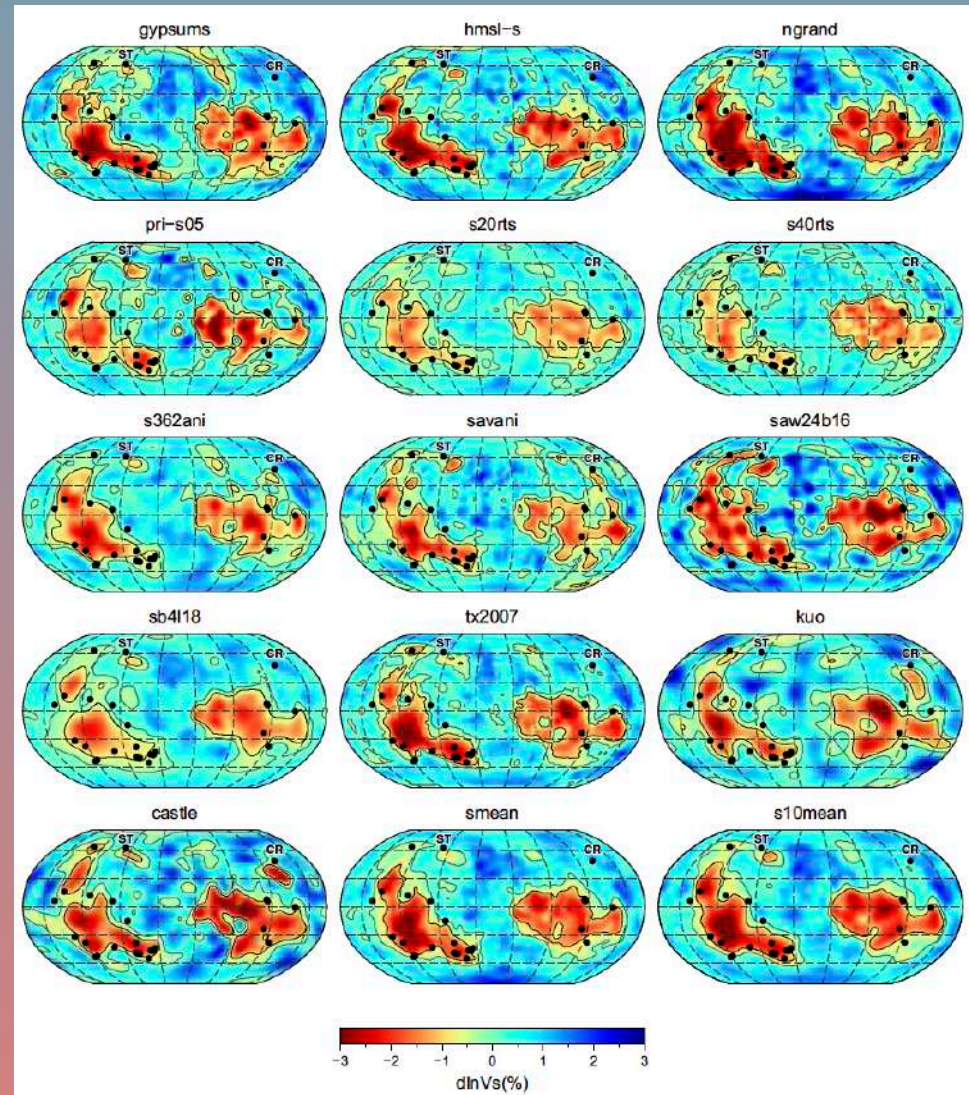 gypsums hmsl-s ngrand
ST CR ST CR ST CR
pri-s05 s20rts s40rts
ST CR ST CR ST CR
s362ani savani saw24b16
ST CR ST CR ST CR
sb4l18 tx2007 kuo
ST CR ST CR ST CR
castle smean s10mean
ST CR ST CR ST CR
−3 −2 −1 0 1 2 3
dlnVs(%)